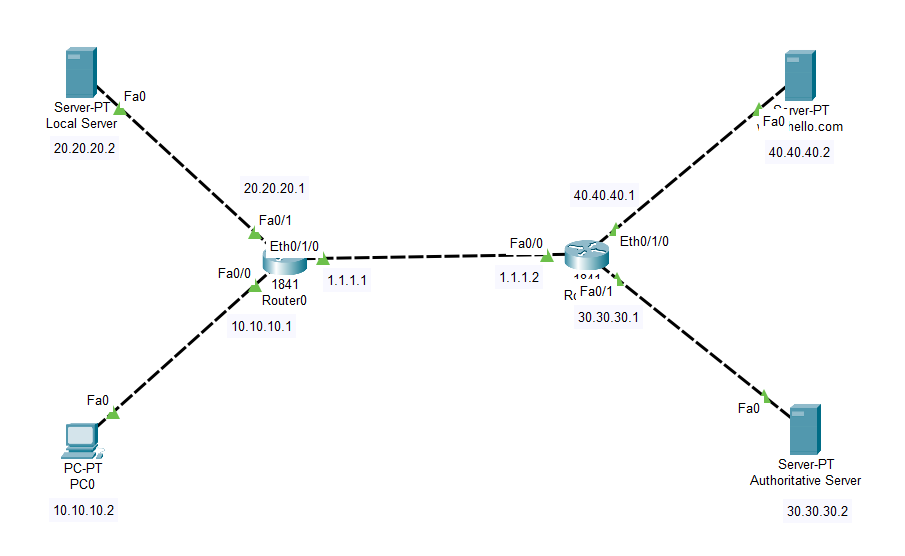 Server-PT
Local Server
20.20.20.2
Fa0
20.20.20.1
Fa0/1
Eth0/1/0
Fa0/0
1841
Router0
10.10.10.1
1.1.1.1
Fa0
PC-PT
PC0
10.10.10.2
Server-PT
Fa0
40.40.40.2
40.40.40.1
Eth0/1/0
Fa0/0
1.1.1.2
1841
Fa0/1
30.30.30.1
Fa0
Server-PT
Authoritative Server
30.30.30.2